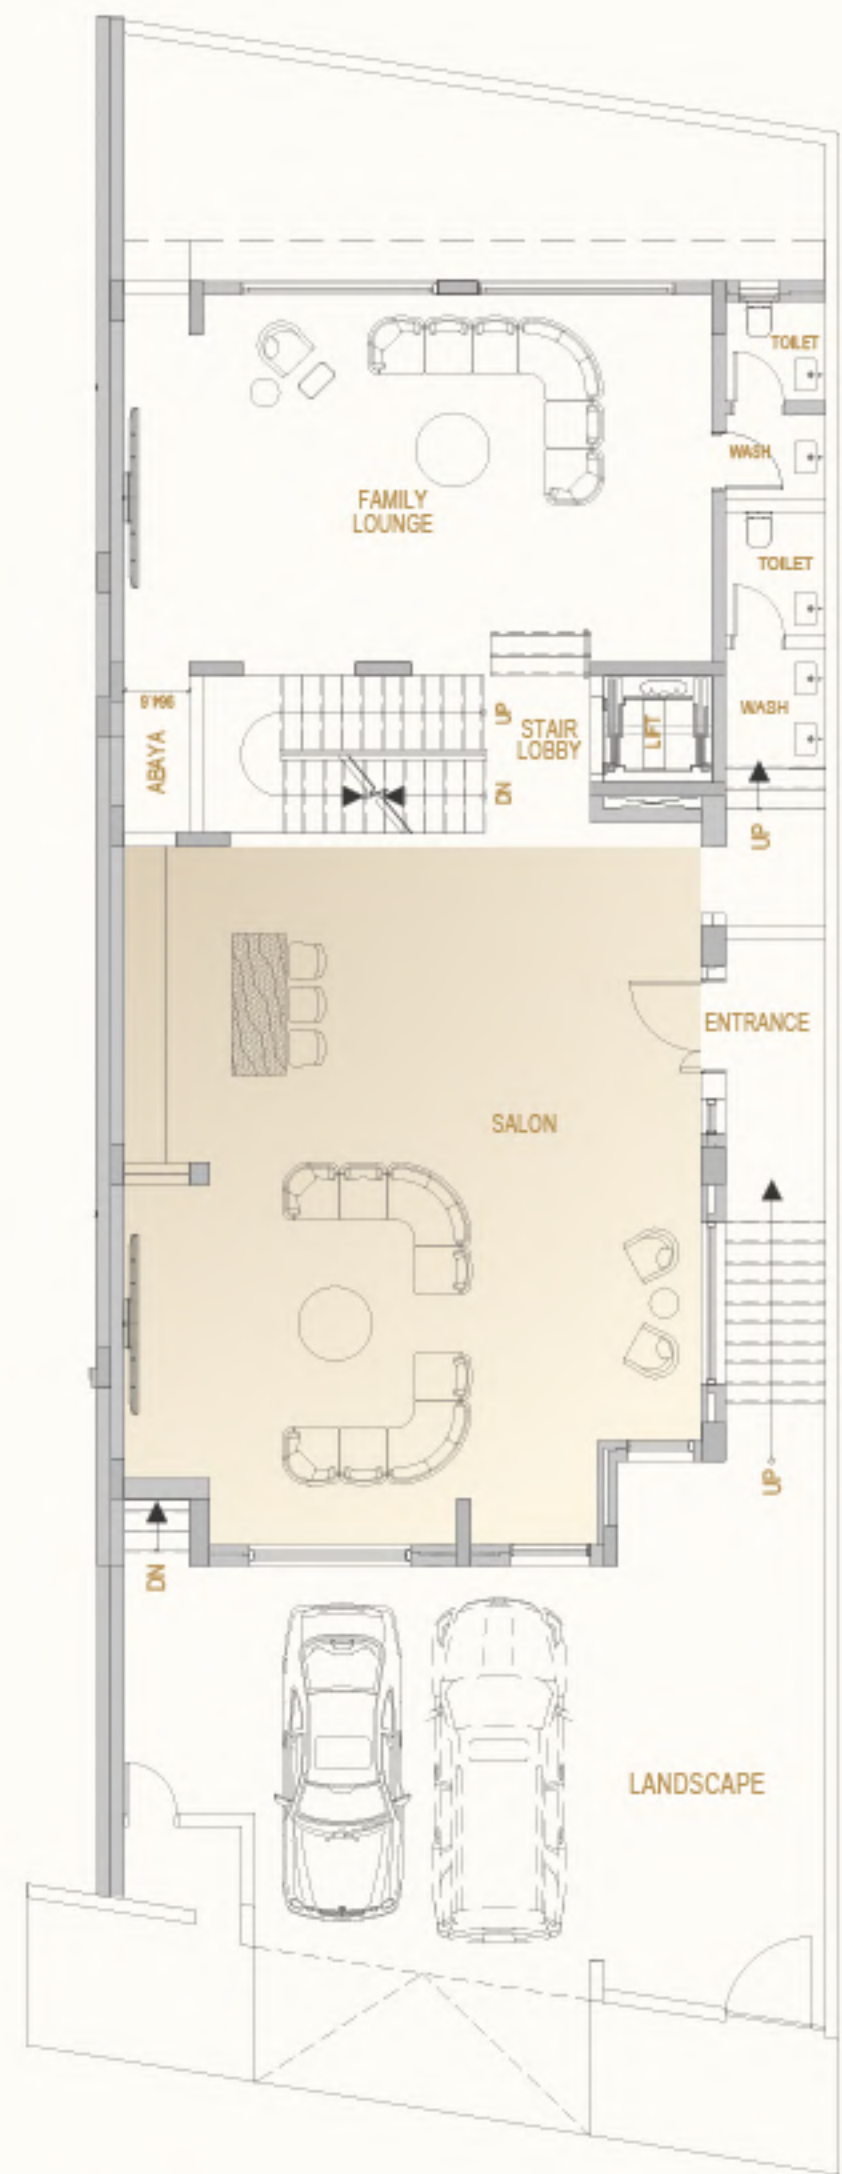 TOILET
WASH
FAMILY
LOUNGE
TOILET
UP
STAIR
LOBBY
LIFT
WASH
ABAYA
DN
UP
ENTRANCE
SALON
UP
DN
LANDSCAPE